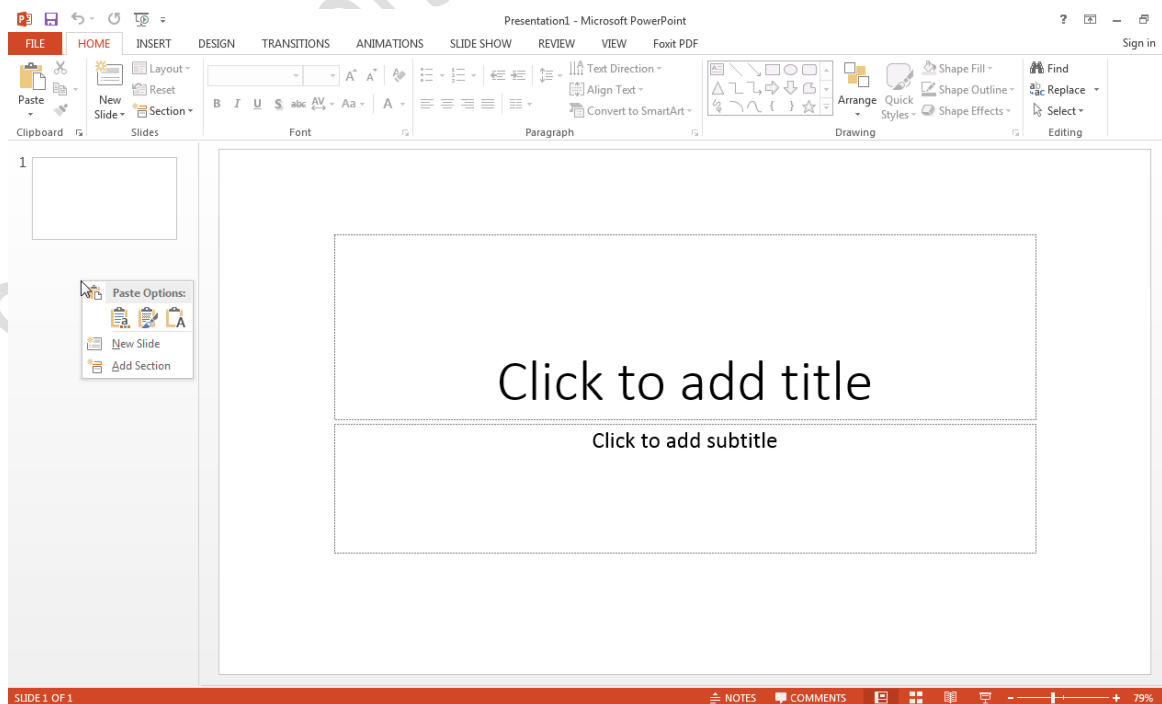 Presentation1 - Microsoft PowerPoint
FILE HOME INSERT DESIGN TRANSITIONS ANIMATIONS SLIDE SHOW REVIEW VIEW Foxit PDF Sign in
Paste
New Slide
Layout
Reset
Section
B I U S abc AV Aa A
A A
Text Direction
Align Text
Convert to SmartArt
Arrange
Quick Styles
Shape Fill
Shape Outline
Shape Effects
Find
Replace
Select
Clipboard Slides Font Paragraph Drawing Editing
1
Paste Options:
New Slide
Add Section
Click to add title
Click to add subtitle
SLIDE 1 OF 1 NOTES COMMENTS 79%